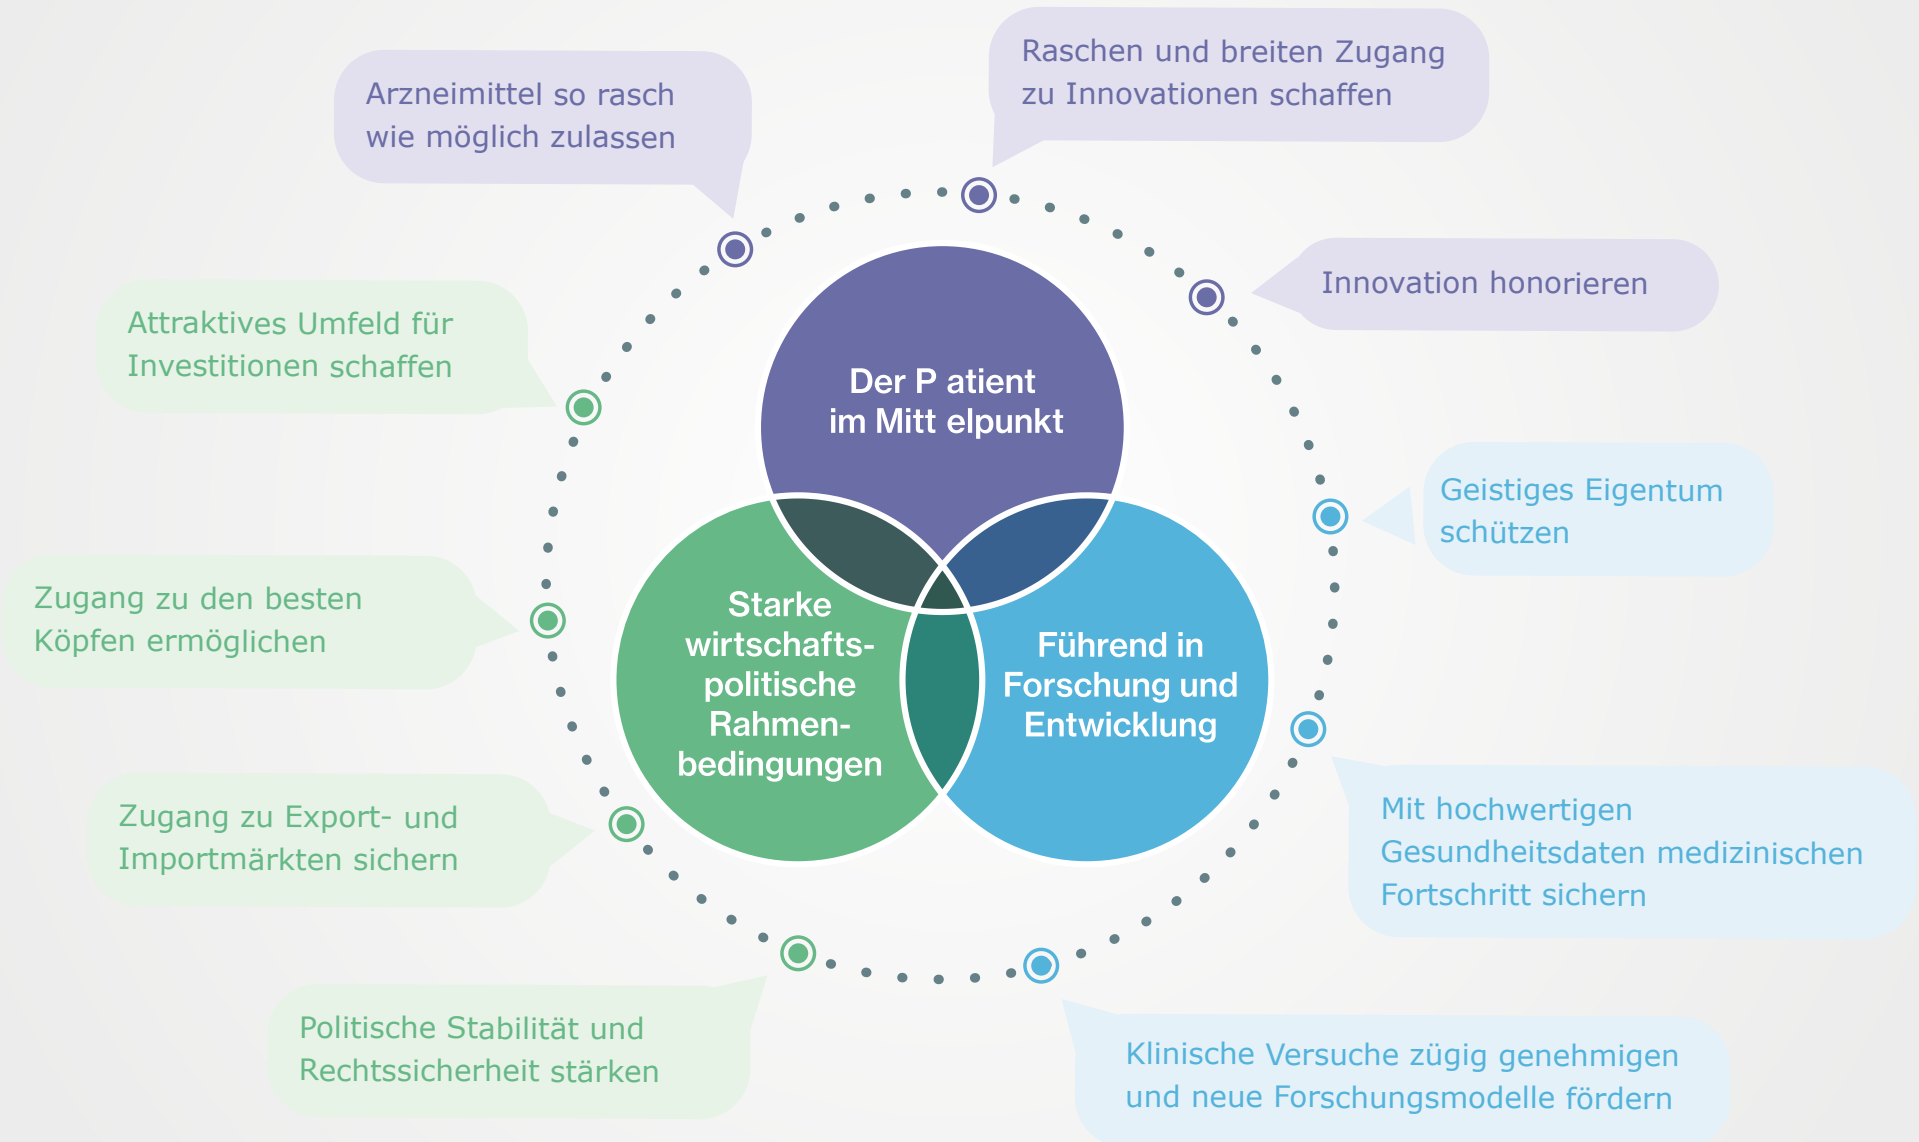 Raschen und breiten Zugang
zu Innovationen schaffen
Arzneimittel so rasch
wie möglich zulassen
Innovation honorieren
Attraktives Umfeld für
Investitionen schaffen
Der P atient
im Mitt elpunkt
Geistiges Eigentum
schützen
Zugang zu den besten
Köpfen ermöglichen
Starke
wirtschafts-
politische
Rahmen-
bedingungen
Führend in
Forschung und
Entwicklung
Zugang zu Export- und
Importmärkten sichern
Mit hochwertigen
Gesundheitsdaten medizinischen
Fortschritt sichern
Politische Stabilität und
Rechtssicherheit stärken
Klinische Versuche zügig genehmigen
und neue Forschungsmodelle fördern